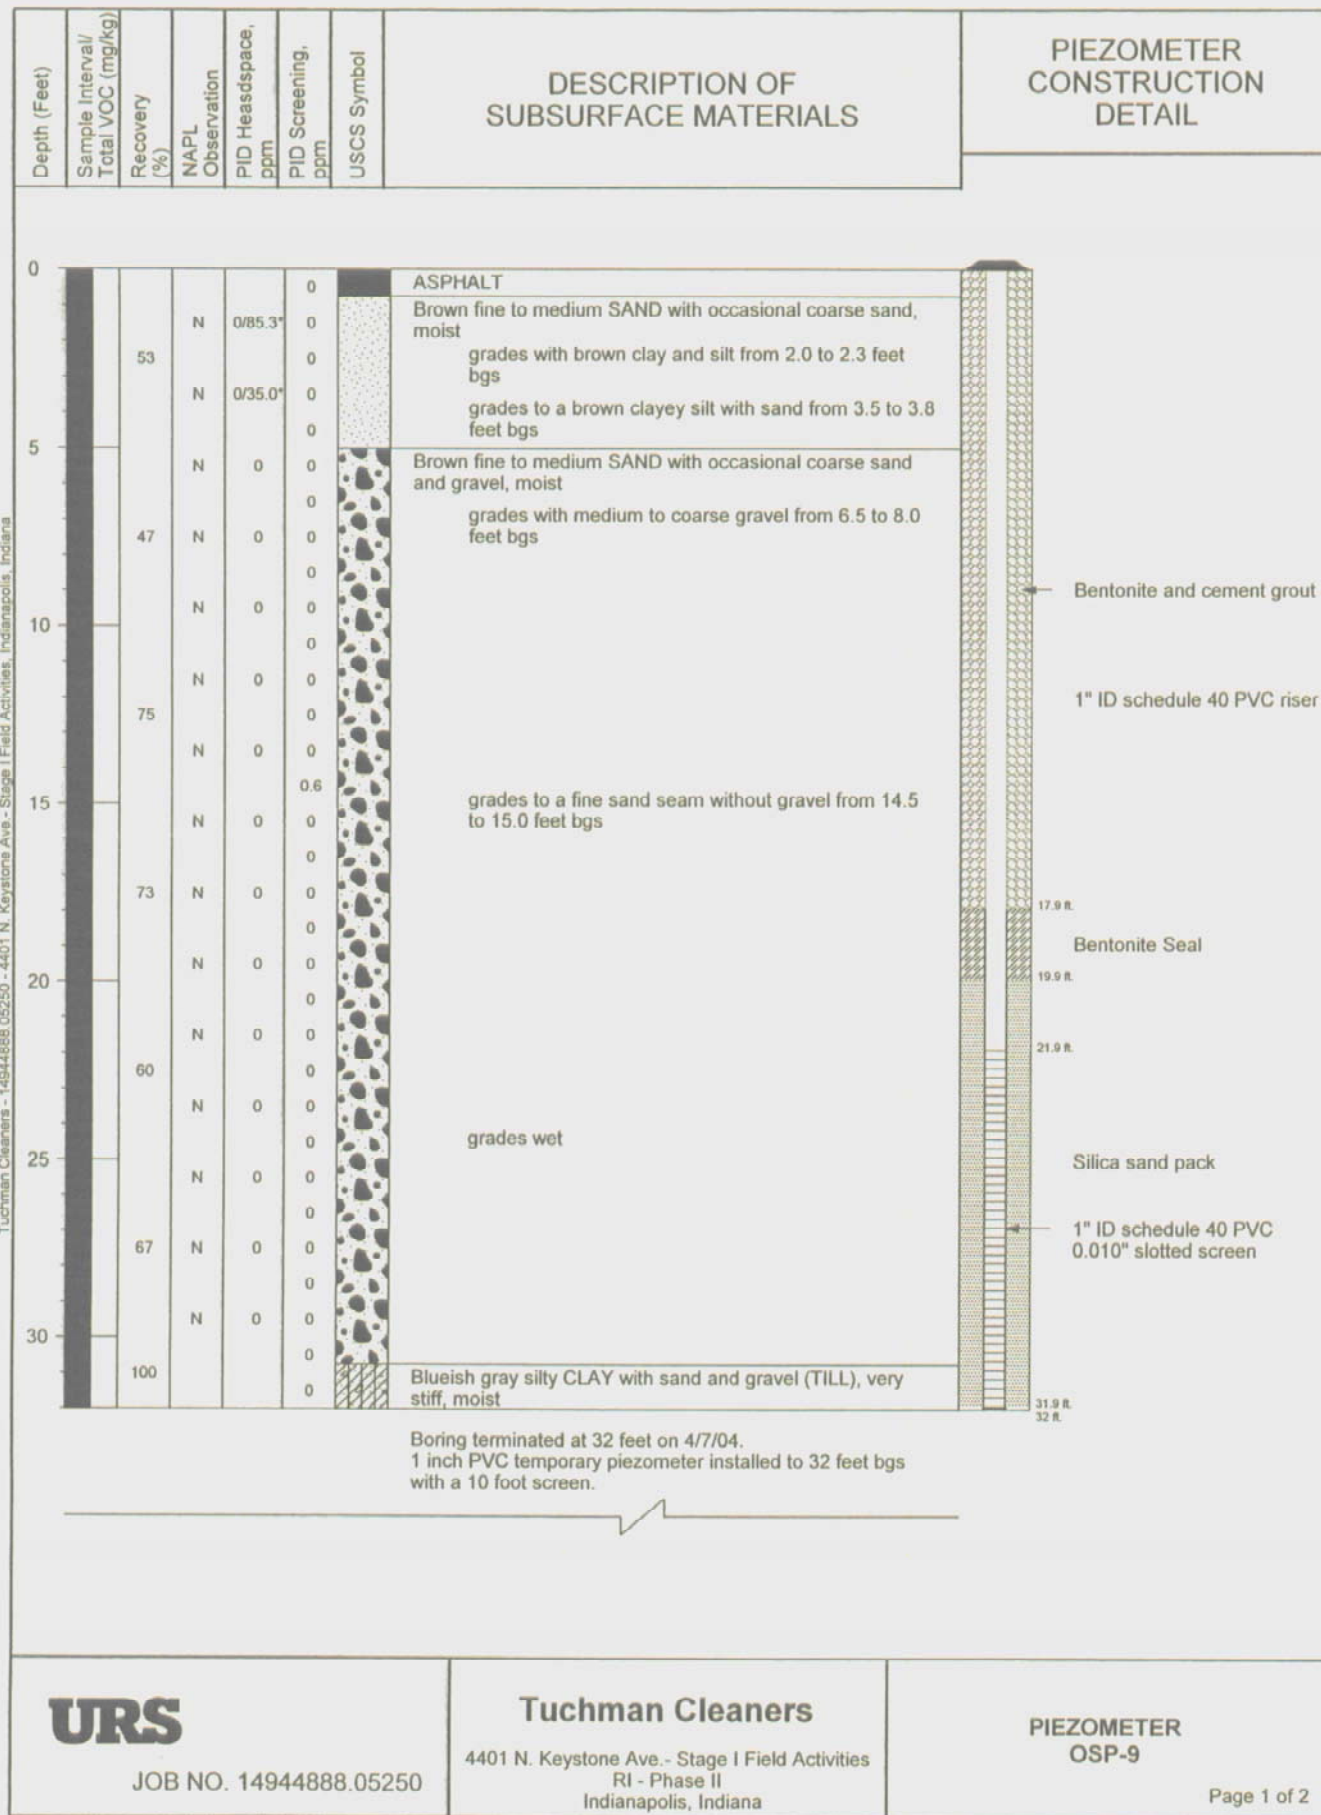 Depth (Feet)
Sample Interval/
Total VOC (mg/kg)
Recovery
(%)
NAPL
Observation
PID Heasdspace,
ppm
PID Screening,
ppm
USCS Symbol
DESCRIPTION OF
SUBSURFACE MATERIALS
PIEZOMETER
CONSTRUCTION
DETAIL
0
0 ASPHALT
N 0/85.3* 0 Brown fine to medium SAND with occasional coarse sand,
moist
53 0 grades with brown clay and silt from 2.0 to 2.3 feet
bgs
N 0/35.0* 0 grades to a brown clayey silt with sand from 3.5 to 3.8
0 feet bgs
5
N 0 0 Brown fine to medium SAND with occasional coarse sand
and gravel, moist
0 grades with medium to coarse gravel from 6.5 to 8.0
47 N 0 0 feet bgs
0 Bentonite and cement grout
N 0 0
10
0
N 0 0 1" ID schedule 40 PVC riser
75 0
N 0 0
0.6
15 grades to a fine sand seam without gravel from 14.5
N 0 0 to 15.0 feet bgs
0
73 N 0 0
17.9 ft.
0 Bentonite Seal
N 0 0
20 19.9 ft.
0
N 0 0
21.9 ft.
60 0
N 0 0
0 grades wet
25 Silica sand pack
N 0 0
0 1" ID schedule 40 PVC
67 N 0 0 0.010" slotted screen
0
N 0 0
30
0
100 Blueish gray silty CLAY with sand and gravel (TILL), very
0 stiff, moist
31.9 ft.
32 ft.
Boring terminated at 32 feet on 4/7/04.
1 inch PVC temporary piezometer installed to 32 feet bgs
with a 10 foot screen.
Tuchman Cleaners - 14944888.05250 - 4401 N. Keystone Ave.- Stage I Field Activities, Indianapolis, Indiana
URS
JOB NO. 14944888.05250
Tuchman Cleaners
4401 N. Keystone Ave.- Stage I Field Activities
RI - Phase II
Indianapolis, Indiana
PIEZOMETER
OSP-9
Page 1 of 2